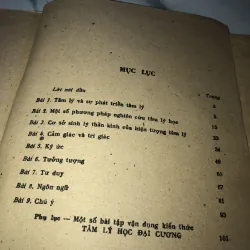 MỤC LỤC
Lời nói đầu Trang
Bài 1. Tâm lý và sự phát triển tâm lý
Bài 2. Một số phương pháp nghiên cứu tâm lý học
Bài 3. Cơ sở sinh lý thần kinh của hiện tượng tâm lý
Bài 4. Cảm giác và tri giác
Bài 5. Ký ức
Bài 6. Tưởng tượng
Bài 7. Tư duy
Bài 8. Ngôn ngữ
Bài 9. Chú ý
Phụ lục — Một số bài tập vận dụng kiến thức
TÂM LÝ HỌC ĐẠI CƯƠNG